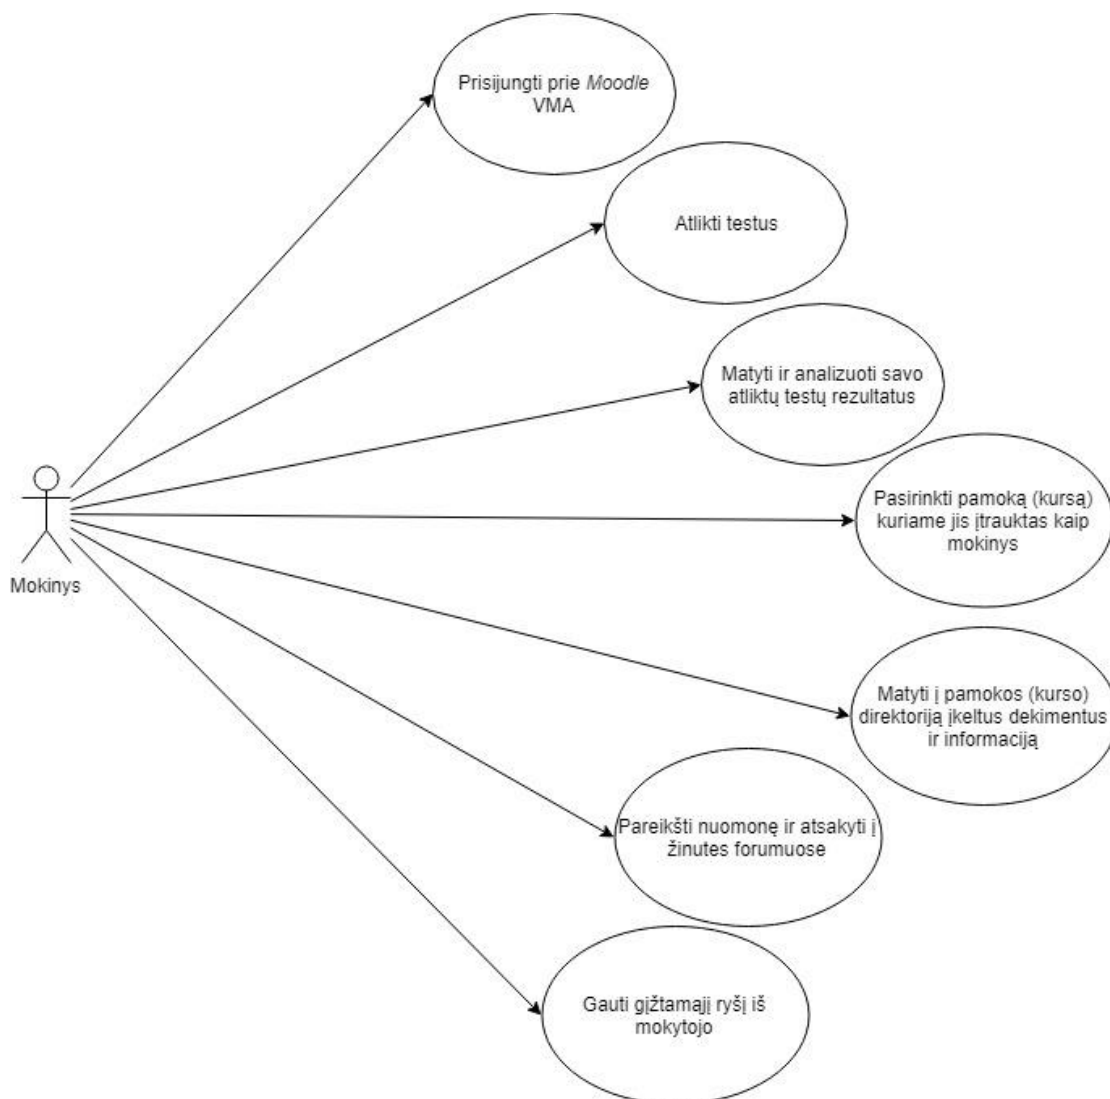 Prisijungti prie Moodle
VMA
Atlikti testus
Matyti ir analizuoti savo
atliktų testų rezultatus
Pasirinkti pamoką (kursą)
kuriame jis įtrauktas kaip
mokinys
Mokinys
Matyti į pamokos (kurso)
direktoriją įkeltus dekimentus
ir informaciją
Pareikšti nuomonę ir atsakyti į
žinutes forumuose
Gauti gįžtamąjį ryšį iš
mokytojo